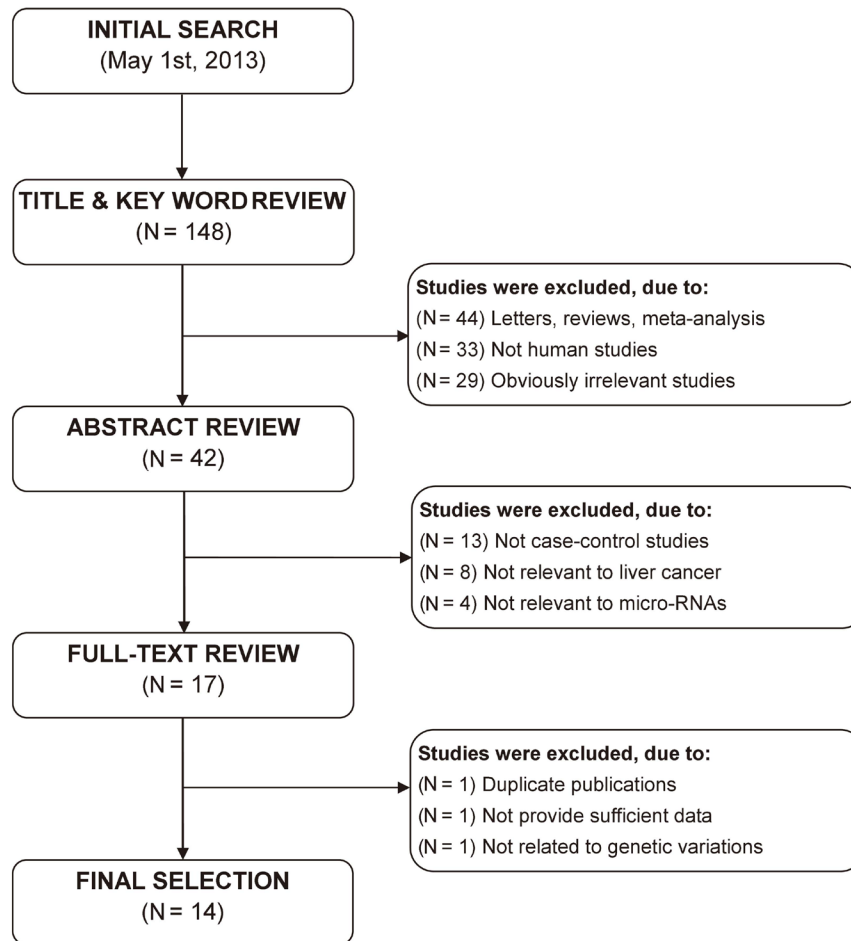 INITIAL SEARCH
(May 1st, 2013)
TITLE & KEY WORD REVIEW
(N = 148)
Studies were excluded, due to:
(N = 44) Letters, reviews, meta-analysis
(N = 33) Not human studies
(N = 29) Obviously irrelevant studies
ABSTRACT REVIEW
(N = 42)
Studies were excluded, due to:
(N = 13) Not case-control studies
(N = 8) Not relevant to liver cancer
(N = 4) Not relevant to micro-RNAs
FULL-TEXT REVIEW
(N = 17)
Studies were excluded, due to:
(N = 1) Duplicate publications
(N = 1) Not provide sufficient data
(N = 1) Not related to genetic variations
FINAL SELECTION
(N = 14)